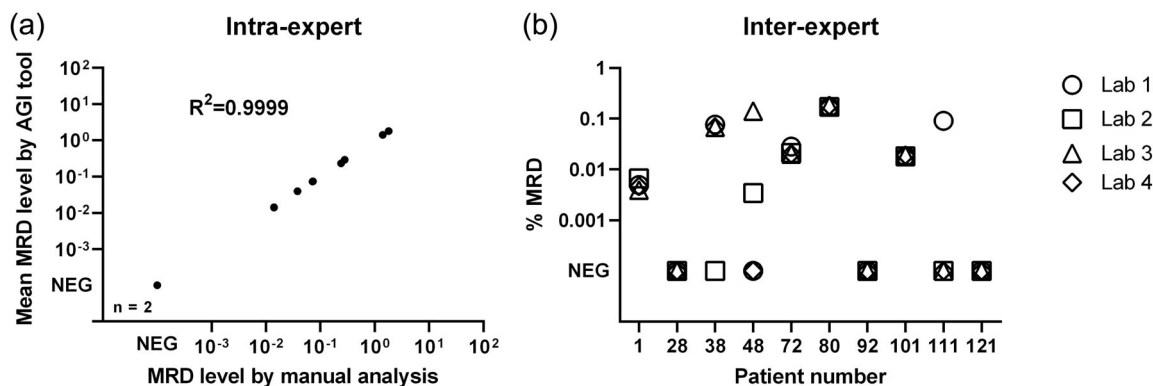 (a)
Intra-expert
Mean MRD level by AGI tool
10²
10¹
10⁰
10⁻¹
10⁻²
10⁻³
NEG
R²=0.9999
n = 2
NEG 10⁻³ 10⁻² 10⁻¹ 10⁰ 10¹ 10²
MRD level by manual analysis
(b)
Inter-expert
% MRD
1
0.1
0.01
0.001
NEG
1 28 38 48 72 80 92 101 111 121
Patient number
Lab 1
Lab 2
Lab 3
Lab 4